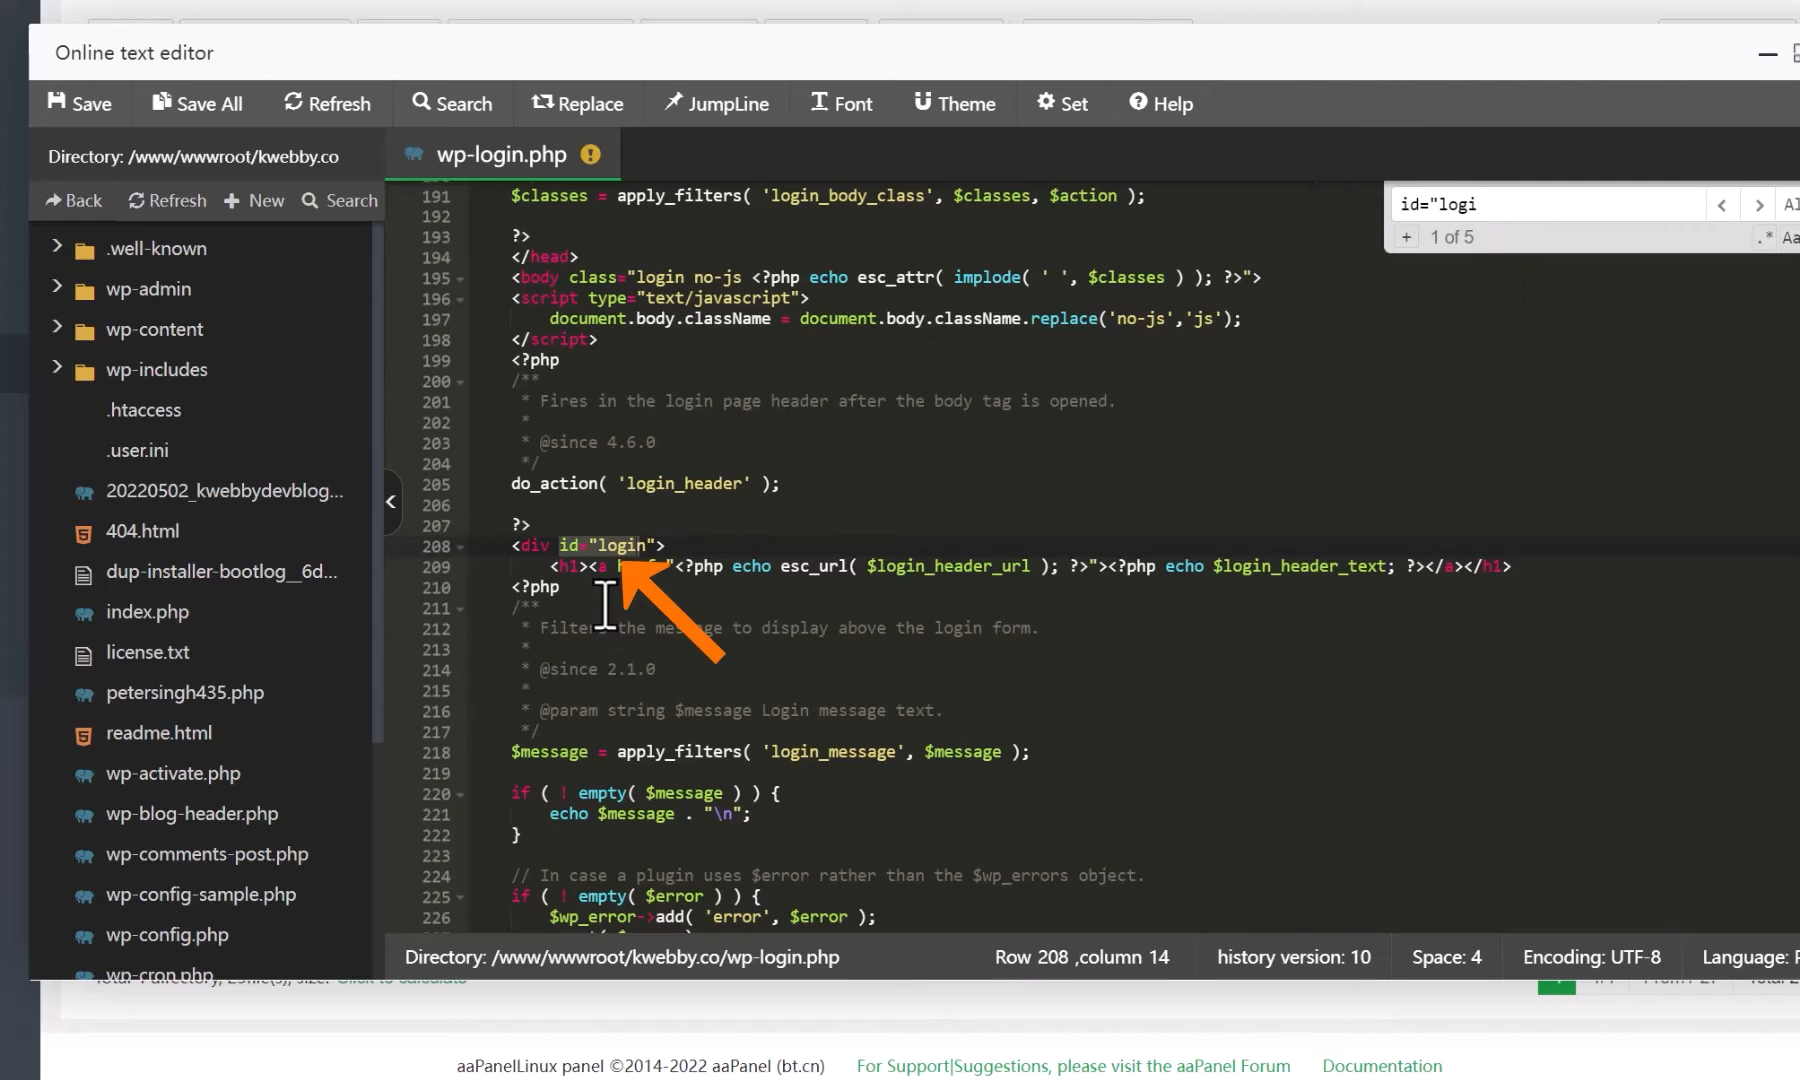 Online text editor
Save
Save All
Refresh
Search
Replace
JumpLine
Font
Theme
Set
Help
Directory: /www/wwwroot/kwebby.co
wp-login.php
Back
Refresh
New
Search
.well-known
wp-admin
wp-content
wp-includes
.htaccess
.user.ini
20220502_kwebbydevblog...
404.html
dup-installer-bootlog__6d...
index.php
license.txt
petersingh435.php
readme.html
wp-activate.php
wp-blog-header.php
wp-comments-post.php
wp-config-sample.php
wp-config.php
wp-cron.php
id="logi
1 of 5
.*
Aa
191 $classes = apply_filters( 'login_body_class', $classes, $action );
192
193 ?>
194 </head>
195 <body class="login no-js <?php echo esc_attr( implode( ' ', $classes ) ); ?>">
196 <script type="text/javascript">
197 document.body.className = document.body.className.replace('no-js','js');
198 </script>
199 <?php
200 /**
201 * Fires in the login page header after the body tag is opened.
202 *
203 * @since 4.6.0
204 */
205 do_action( 'login_header' );
206
207 ?>
208 <div id="login">
209 <h1><a "<?php echo esc_url( $login_header_url ); ?>"><?php echo $login_header_text; ?></a></h1>
210 <?php
211 /**
212 * the to display above the login form.
213 *
214 * @since 2.1.0
215 *
216 * @param string $message Login message text.
217 */
218 $message = apply_filters( 'login_message', $message );
219
220 if ( ! empty( $message ) ) {
221 echo $message . "\n";
222 }
223
224 // In case a plugin uses $error rather than the $wp_errors object.
225 if ( ! empty( $error ) ) {
226 $wp_error->add( 'error', $error );
Directory: /www/wwwroot/kwebby.co/wp-login.php
Row 208 ,column 14
history version: 10
Space: 4
Encoding: UTF-8
Language:
aaPanelLinux panel ©2014-2022 aaPanel (bt.cn)
For Support|Suggestions, please visit the aaPanel Forum
Documentation